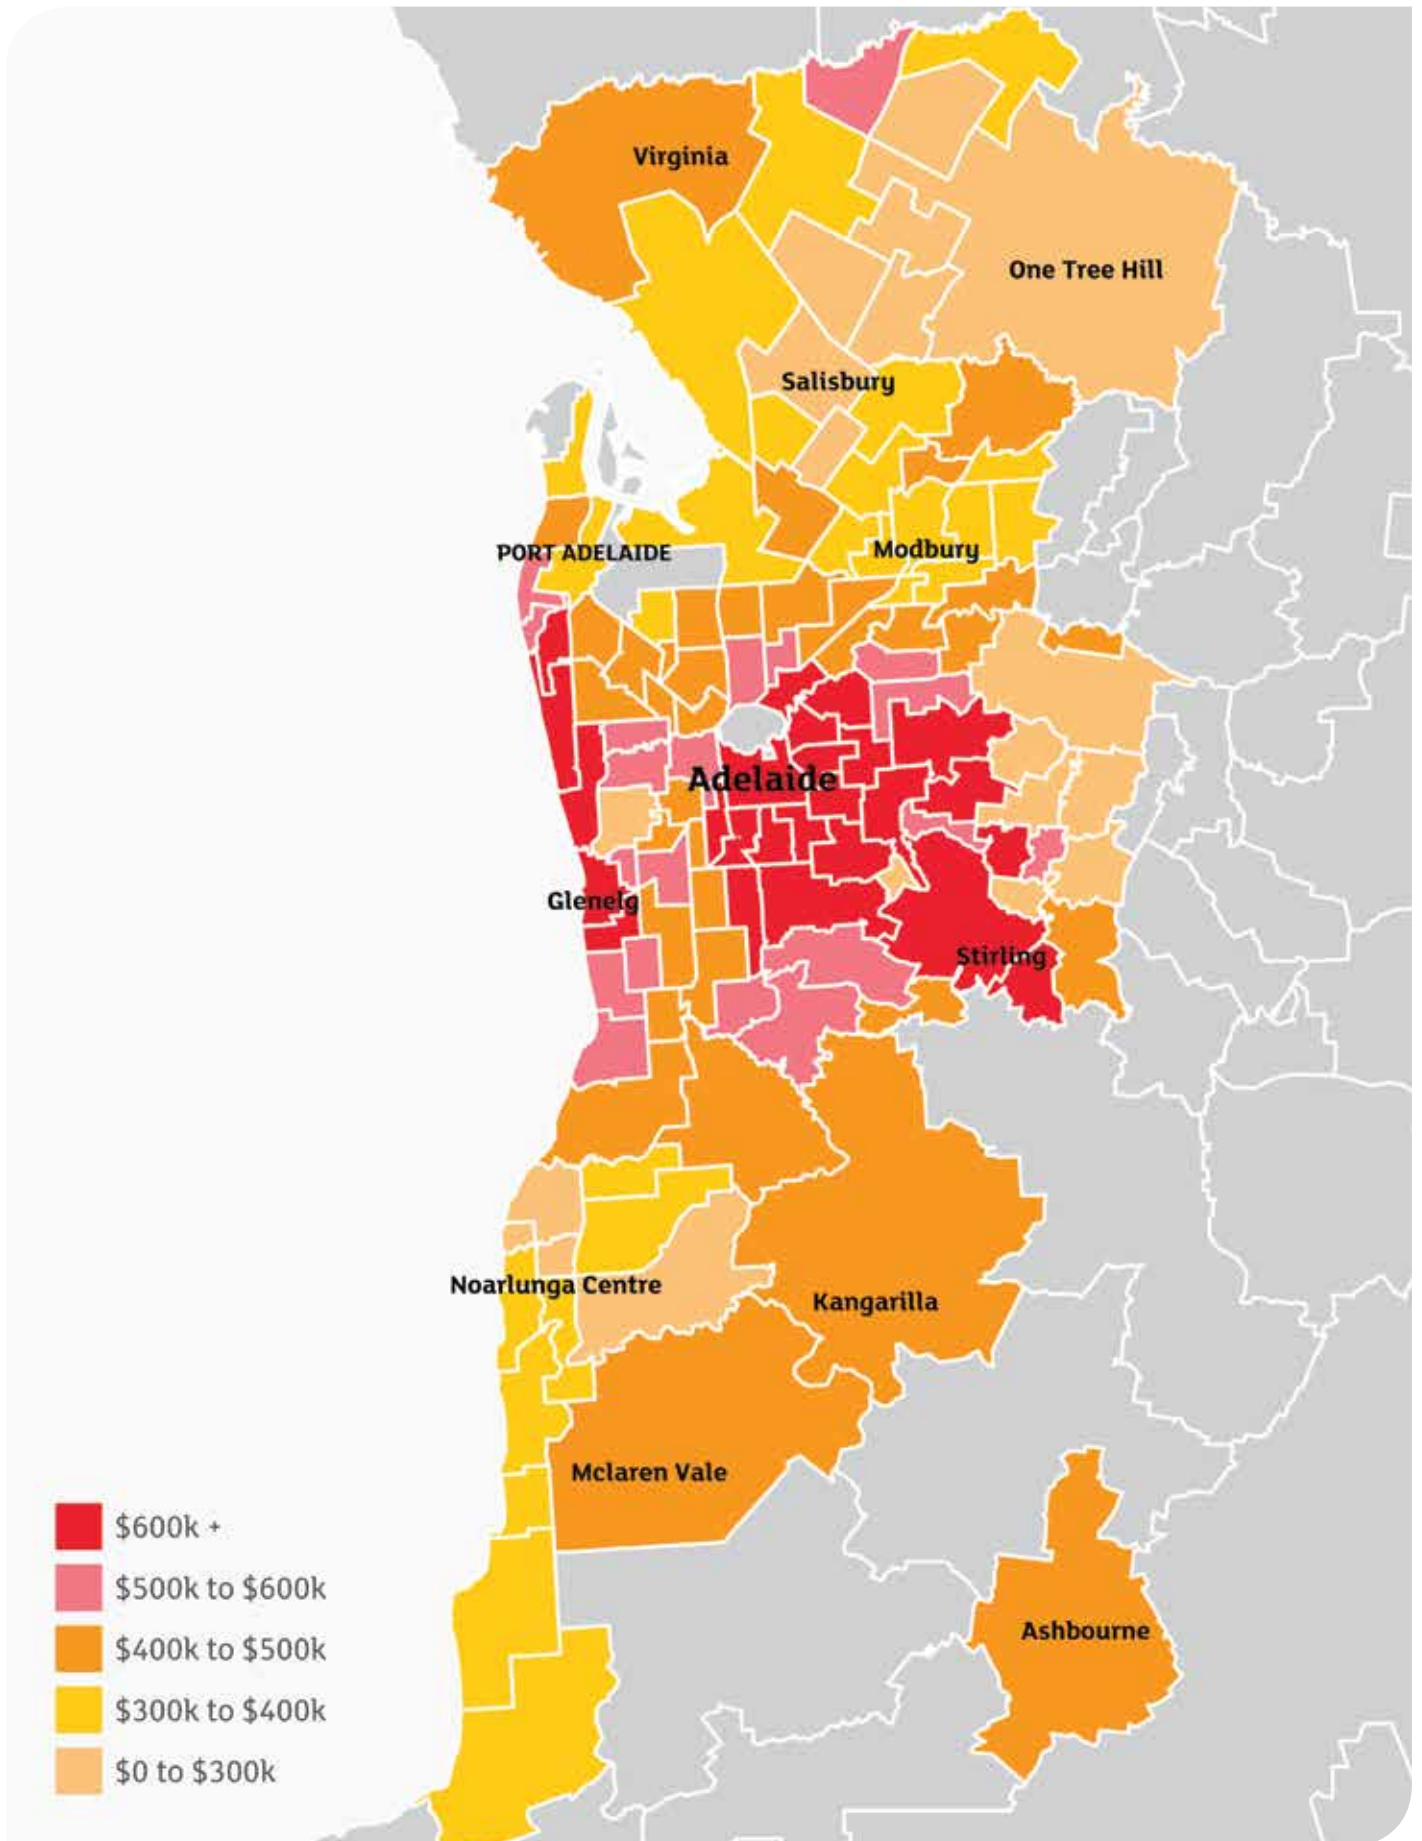 Virginia
One Tree Hill
Salisbury
PORT ADELAIDE
Modbury
Adelaide
Glenelg
Stirling
Noarlunga Centre
Kangarilla
Mclaren Vale
Ashbourne
$600k +
$500k to $600k
$400k to $500k
$300k to $400k
$0 to $300k